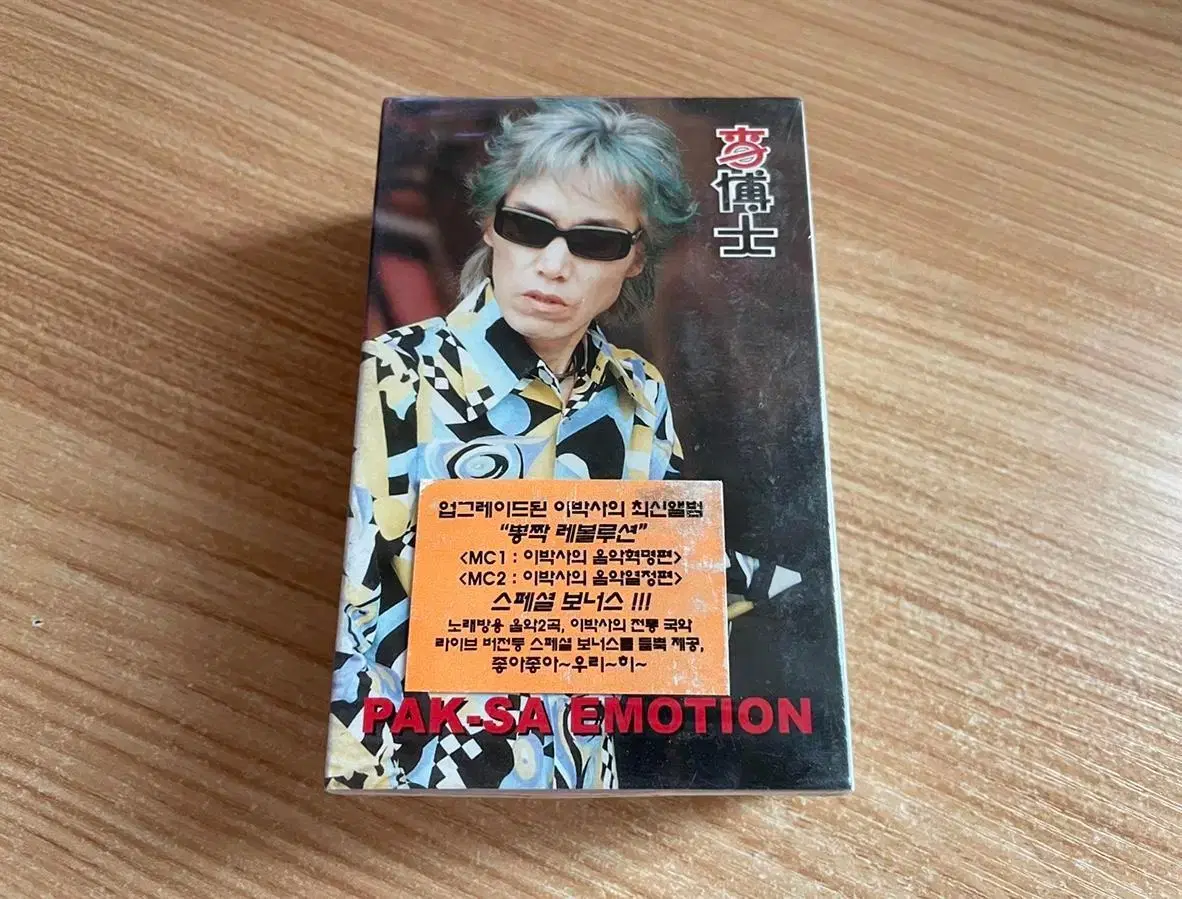 李博士
업그레이드된 이박사의 최신앨범
“뽕짝 레볼루션”
<MC1 : 이박사의 음악혁명편>
<MC2 : 이박사의 음악열정편>
스페셜 보너스 !!!
노래방용 음악2곡, 이박사의 전통 국악
라이브 버전등 스페셜 보너스를 듬뿍 제공,
좋아좋아~우리~히~
PAK-SA EMOTION